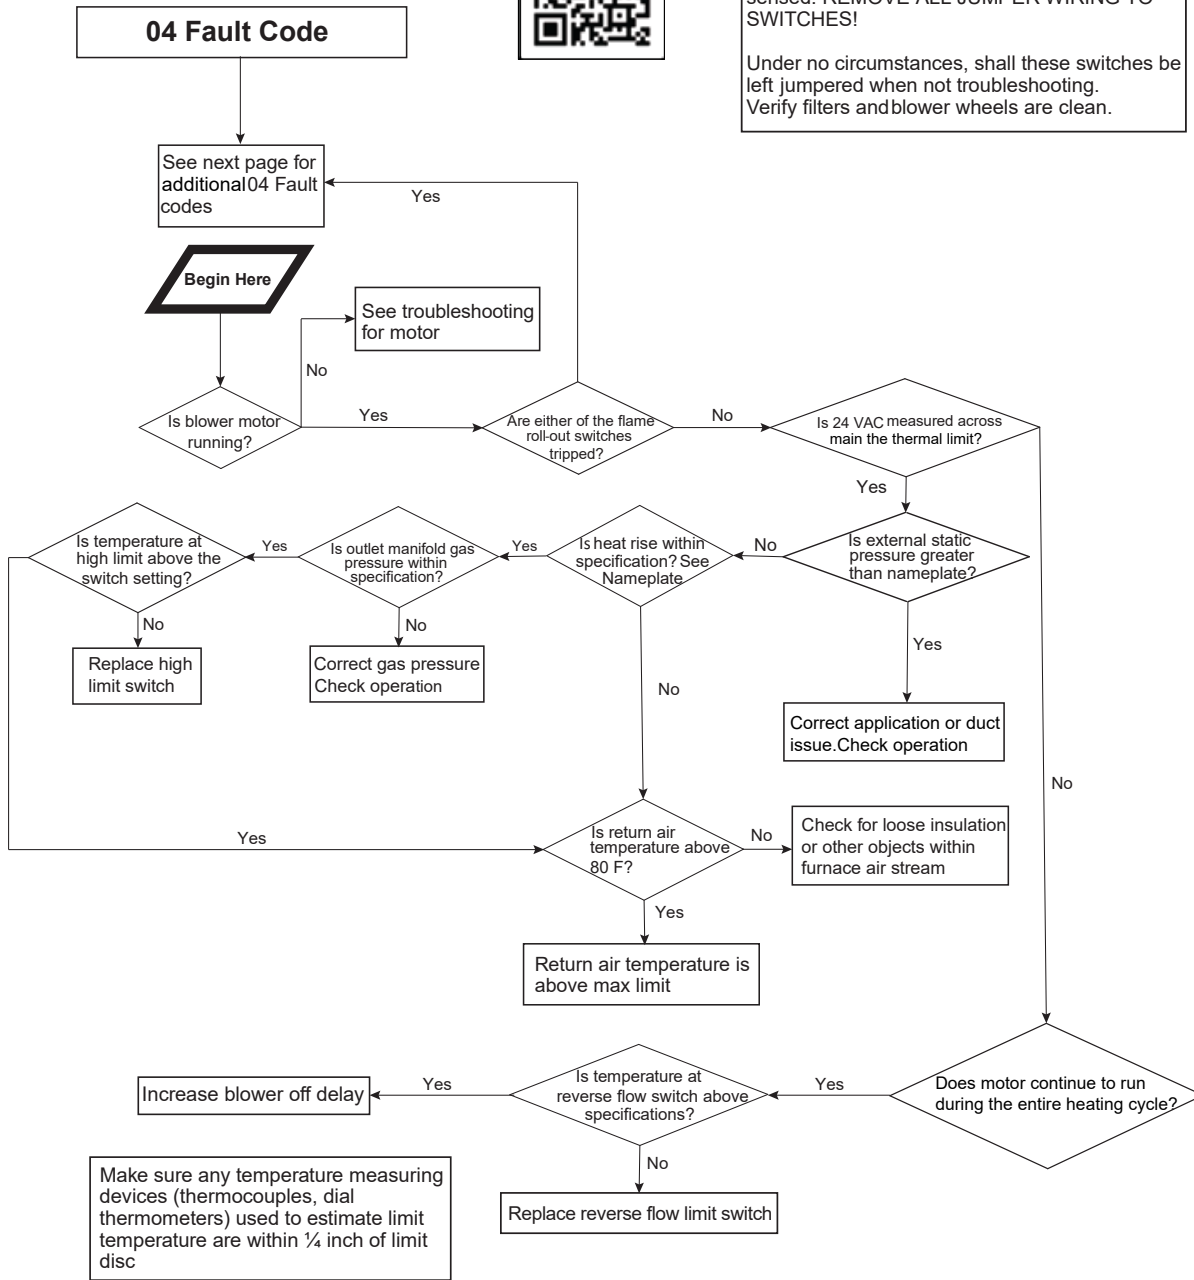 04 Fault Code
sensed. REMOVE ALL JUMPER WIRING TO
SWITCHES!
Under no circumstances, shall these switches be
left jumpered when not troubleshooting.
Verify filters and blower wheels are clean.
See next page for
additional 04 Fault
codes
Yes
Begin Here
See troubleshooting
for motor
No
Is blower motor
running?
Yes
Are either of the flame
roll-out switches
tripped?
No
Is 24 VAC measured across
main the thermal limit?
Yes
Is temperature at
high limit above the
switch setting?
Yes
Is outlet manifold gas
pressure within
specification?
Yes
Is heat rise within
specification? See
Nameplate
No
Is external static
pressure greater
than nameplate?
No
Replace high
limit switch
No
Correct gas pressure
Check operation
No
Yes
Correct application or duct
issue.Check operation
No
Yes
Is return air
temperature above
80 F?
No
Check for loose insulation
or other objects within
furnace air stream
Yes
Return air temperature is
above max limit
Increase blower off delay
Yes
Is temperature at
reverse flow switch above
specifications?
Yes
Does motor continue to run
during the entire heating cycle?
No
Replace reverse flow limit switch
Make sure any temperature measuring
devices (thermocouples, dial
thermometers) used to estimate limit
temperature are within ¼ inch of limit
disc